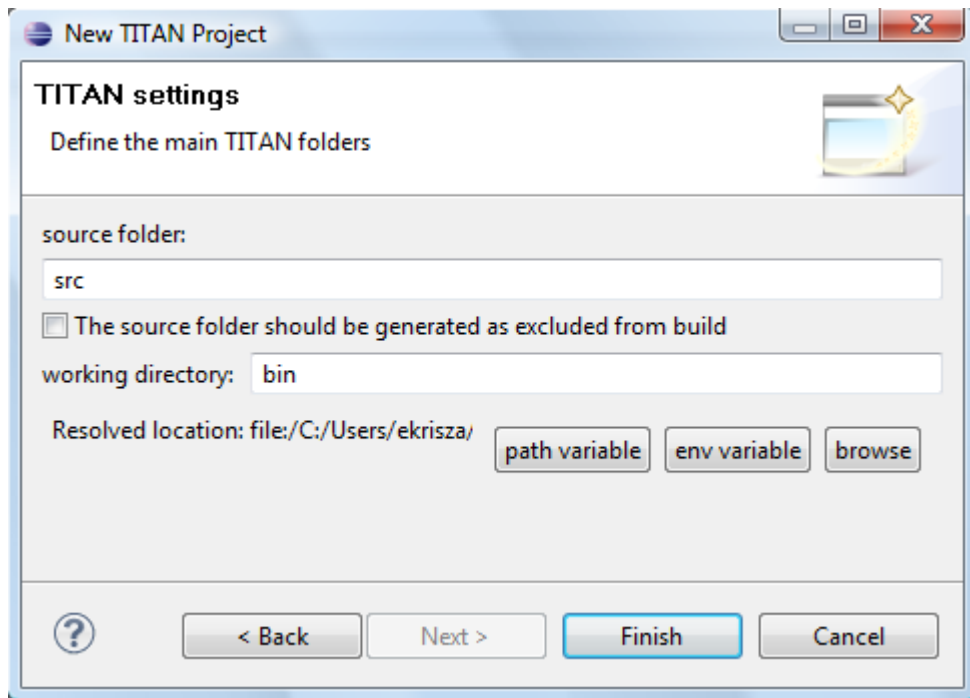 New TITAN Project
TITAN settings
Define the main TITAN folders
source folder:
src
The source folder should be generated as excluded from build
working directory: bin
Resolved location: file:/C:/Users/ekrisza/ path variable env variable browse
? < Back Next > Finish Cancel